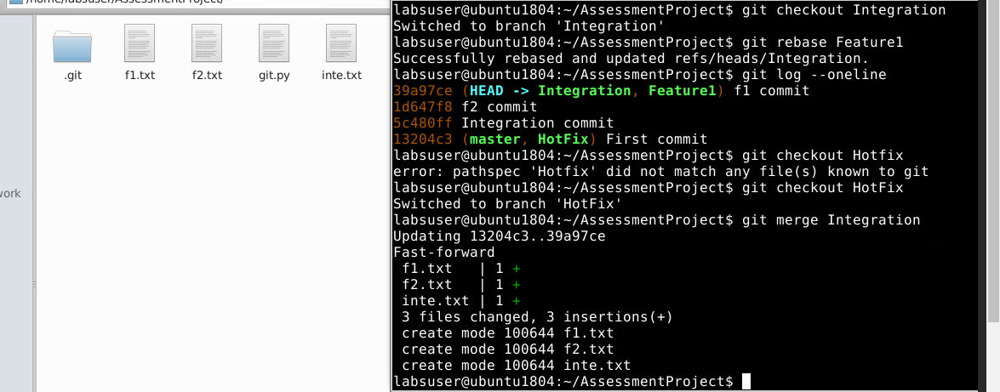 /home/labsuser/AssessmentProject/
.git
f1.txt
f2.txt
git.py
inte.txt
work
labsuser@ubuntu1804:~/AssessmentProject$ git checkout Integration
Switched to branch 'Integration'
labsuser@ubuntu1804:~/AssessmentProject$ git rebase Feature1
Successfully rebased and updated refs/heads/Integration.
labsuser@ubuntu1804:~/AssessmentProject$ git log --oneline
39a97ce (HEAD -> Integration, Feature1) f1 commit
1d647f8 f2 commit
5c480ff Integration commit
13204c3 (master, HotFix) First commit
labsuser@ubuntu1804:~/AssessmentProject$ git checkout Hotfix
error: pathspec 'Hotfix' did not match any file(s) known to git
labsuser@ubuntu1804:~/AssessmentProject$ git checkout HotFix
Switched to branch 'HotFix'
labsuser@ubuntu1804:~/AssessmentProject$ git merge Integration
Updating 13204c3..39a97ce
Fast-forward
 f1.txt   | 1 +
 f2.txt   | 1 +
 inte.txt | 1 +
 3 files changed, 3 insertions(+)
 create mode 100644 f1.txt
 create mode 100644 f2.txt
 create mode 100644 inte.txt
labsuser@ubuntu1804:~/AssessmentProject$